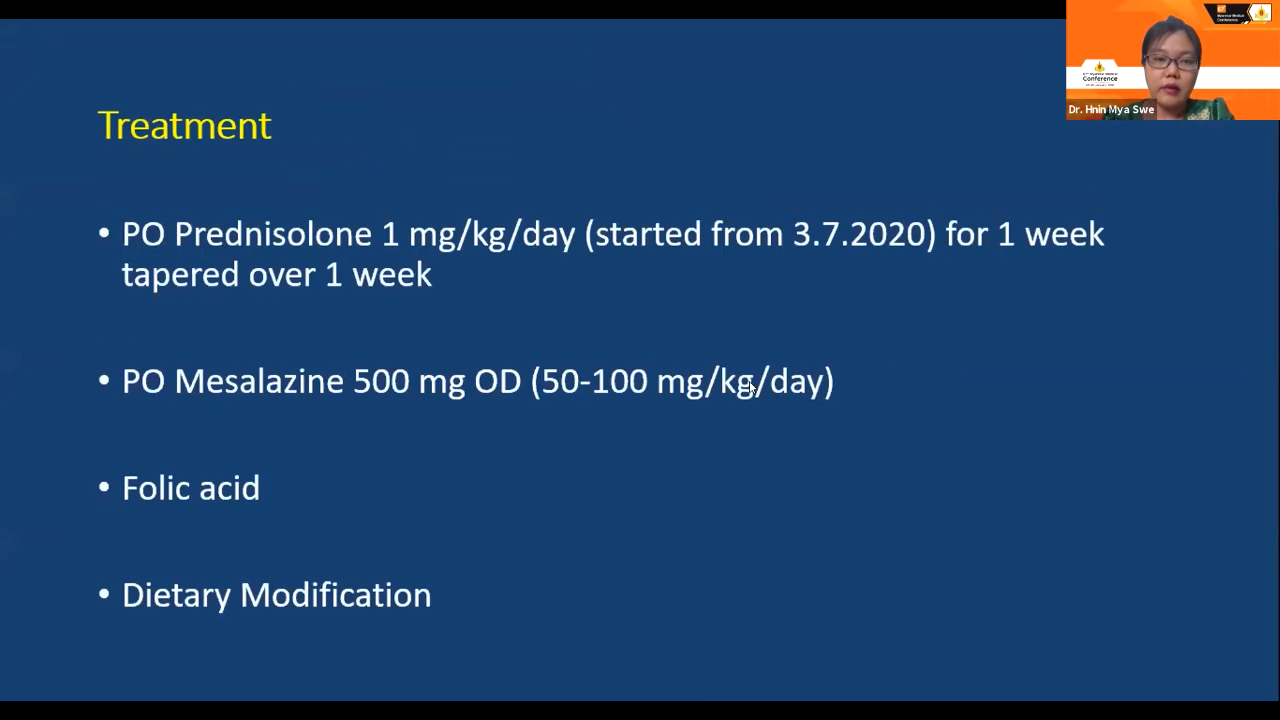 Treatment
• PO Prednisolone 1 mg/kg/day (started from 3.7.2020) for 1 week
tapered over 1 week
• PO Mesalazine 500 mg OD (50-100 mg/kg/day)
• Folic acid
• Dietary Modification
Conference
Dr. Hnin Mya Swe